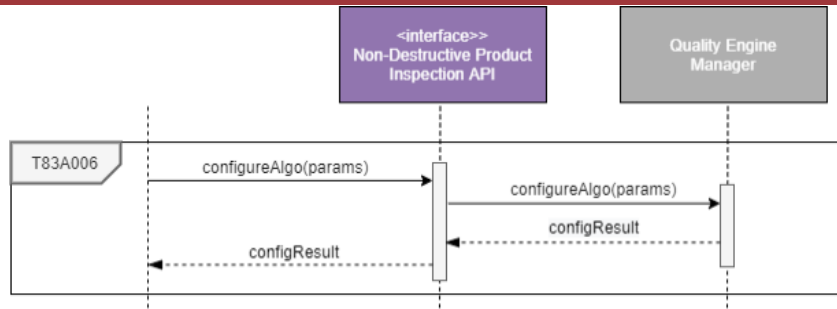 <interface>>
Non-Destructive Product
Inspection API
Quality Engine
Manager
T83A006
configureAlgo(params)
configureAlgo(params)
configResult
configResult